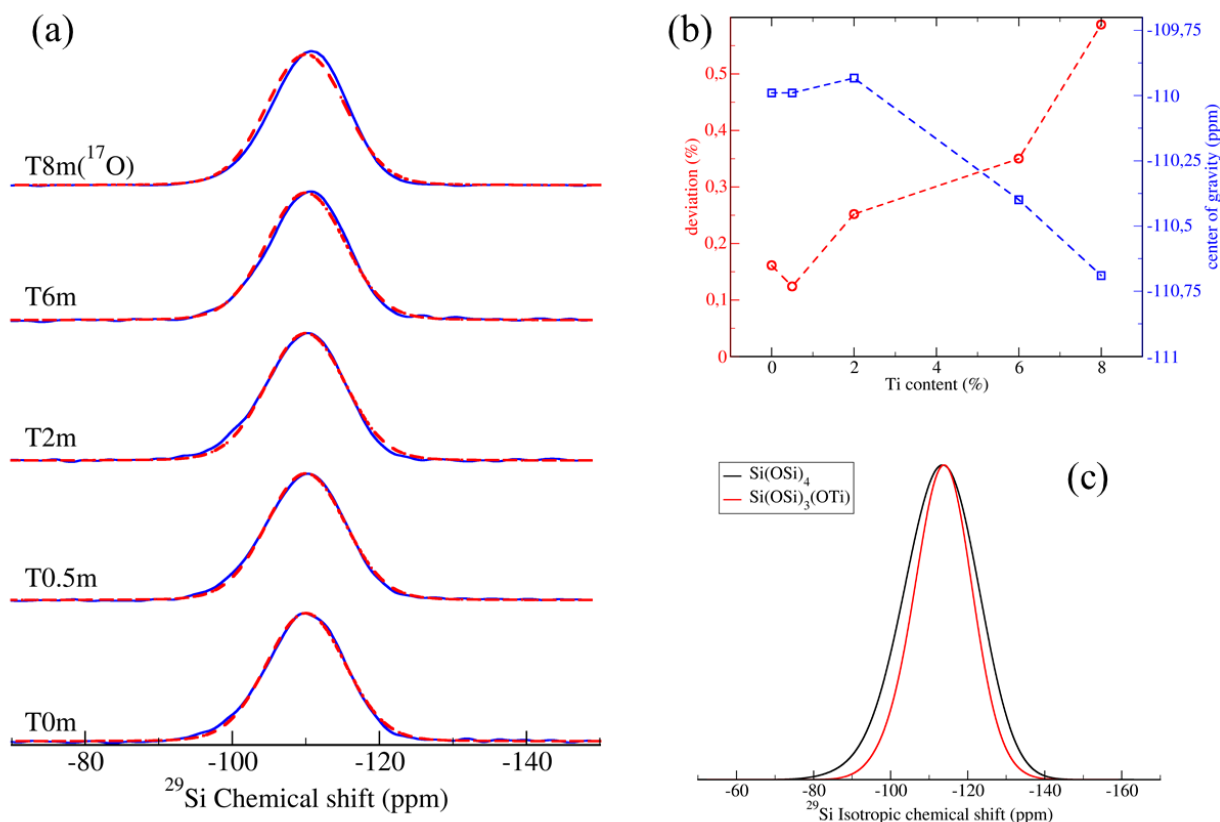 (a)
T8m(¹⁷O)
T6m
T2m
T0.5m
T0m
-80
-100
-120
-140
²⁹Si Chemical shift (ppm)
(b)
0
0,1
0,2
0,3
0,4
0,5
deviation (%)
0
2
4
6
8
Ti content (%)
-109,75
-110
-110,25
-110,5
-110,75
-111
center of gravity (ppm)
(c)
Si(OSi)₄
Si(OSi)₃(OTi)
-60
-80
-100
-120
-140
-160
²⁹Si Isotropic chemical shift (ppm)